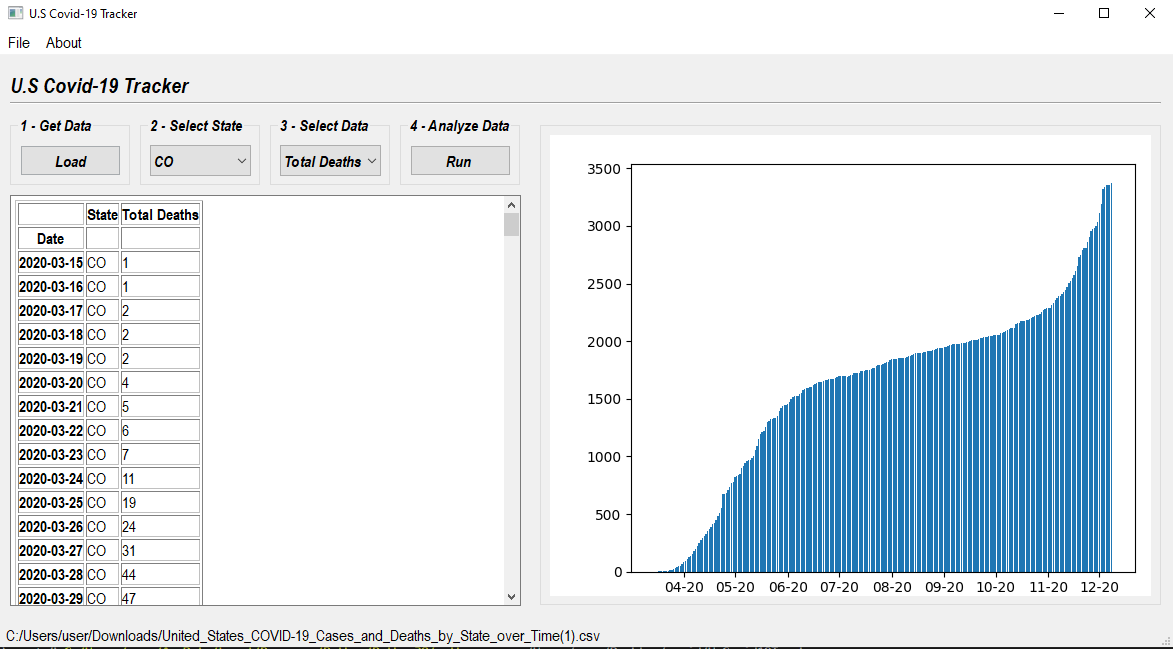 U.S Covid-19 Tracker
File About
U.S Covid-19 Tracker
1 - Get Data 2 - Select State 3 - Select Data 4 - Analyze Data
Load CO Total Deaths Run
State Total Deaths
Date
2020-03-15 CO 1
2020-03-16 CO 1
2020-03-17 CO 2
2020-03-18 CO 2
2020-03-19 CO 2
2020-03-20 CO 4
2020-03-21 CO 5
2020-03-22 CO 6
2020-03-23 CO 7
2020-03-24 CO 11
2020-03-25 CO 19
2020-03-26 CO 24
2020-03-27 CO 31
2020-03-28 CO 44
2020-03-29 CO 47
3500
3000
2500
2000
1500
1000
500
0
04-20 05-20 06-20 07-20 08-20 09-20 10-20 11-20 12-20
C:/Users/user/Downloads/United_States_COVID-19_Cases_and_Deaths_by_State_over_Time(1).csv